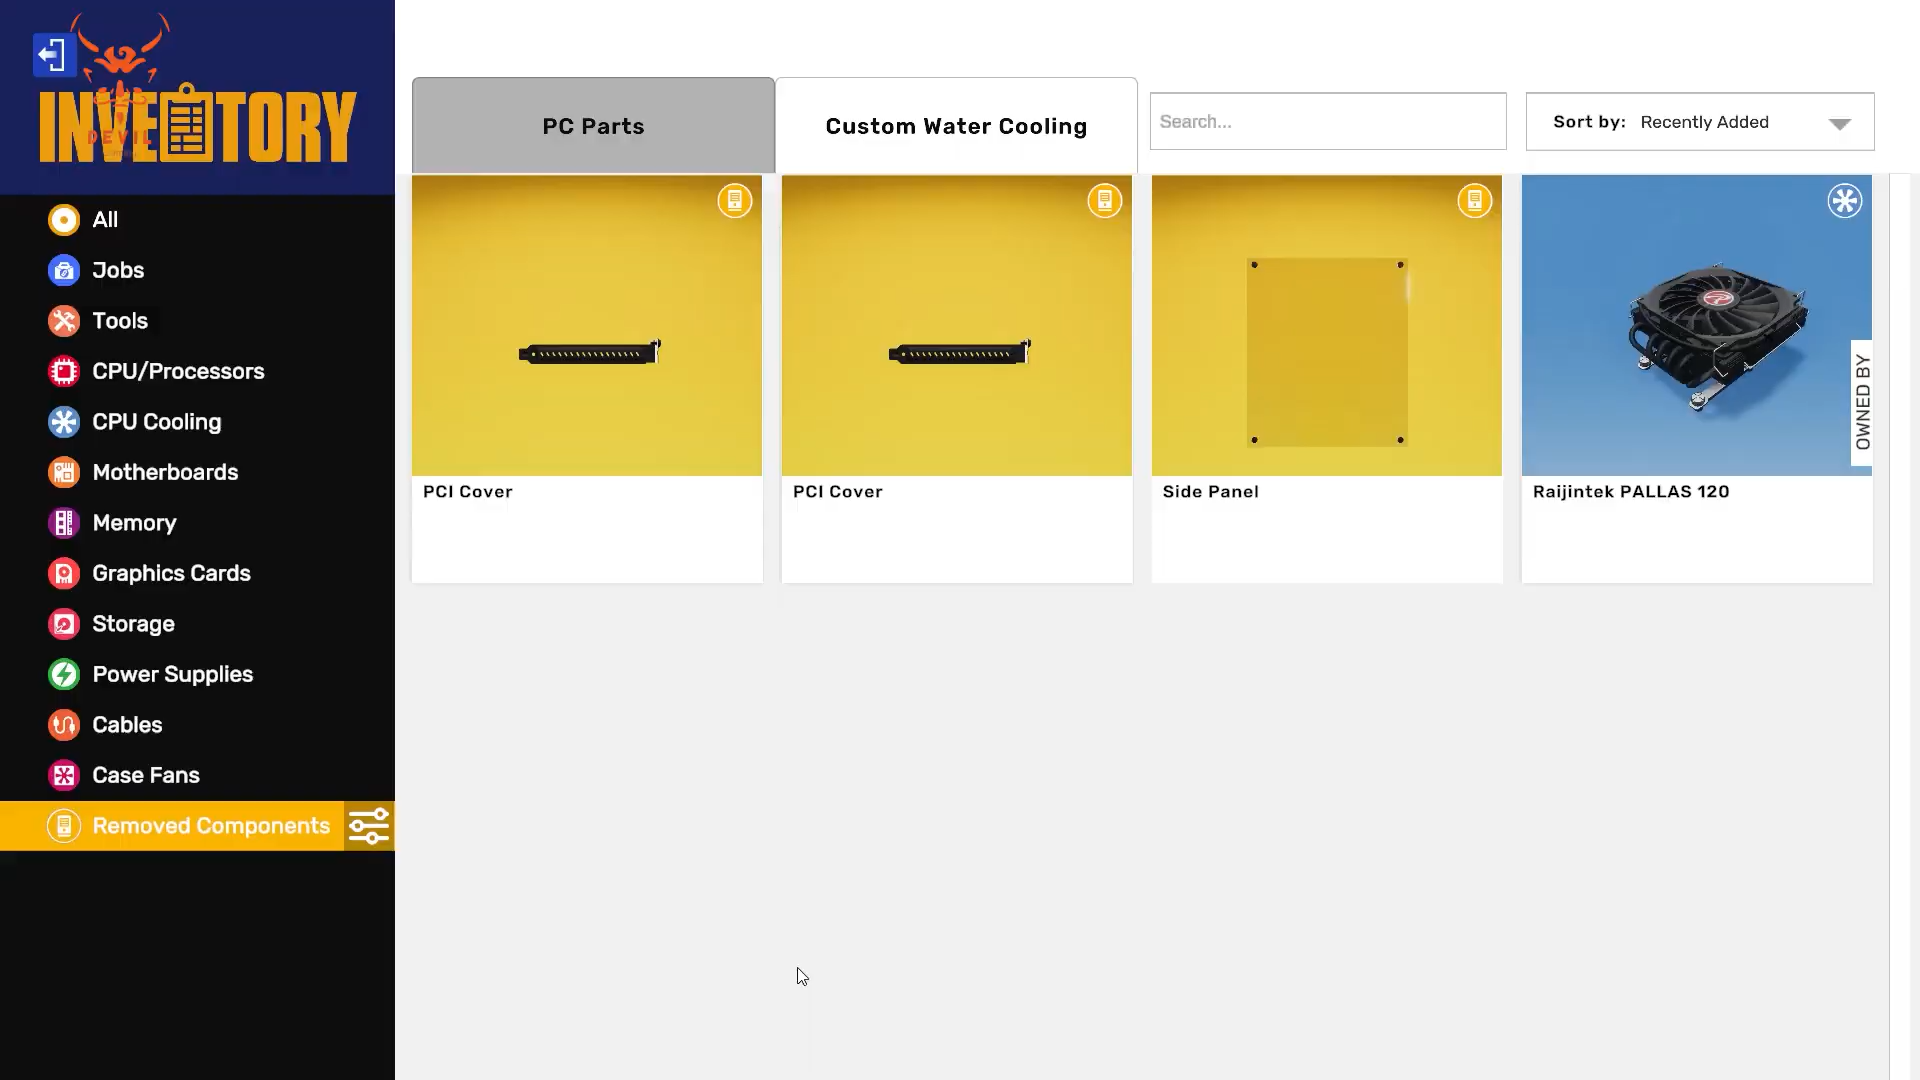 INVENTORY
DEVIL
All
Jobs
Tools
CPU/Processors
CPU Cooling
Motherboards
Memory
Graphics Cards
Storage
Power Supplies
Cables
Case Fans
Removed Components
PC Parts
Custom Water Cooling
Search...
Sort by: Recently Added
PCI Cover
PCI Cover
Side Panel
OWNED BY
Raijintek PALLAS 120